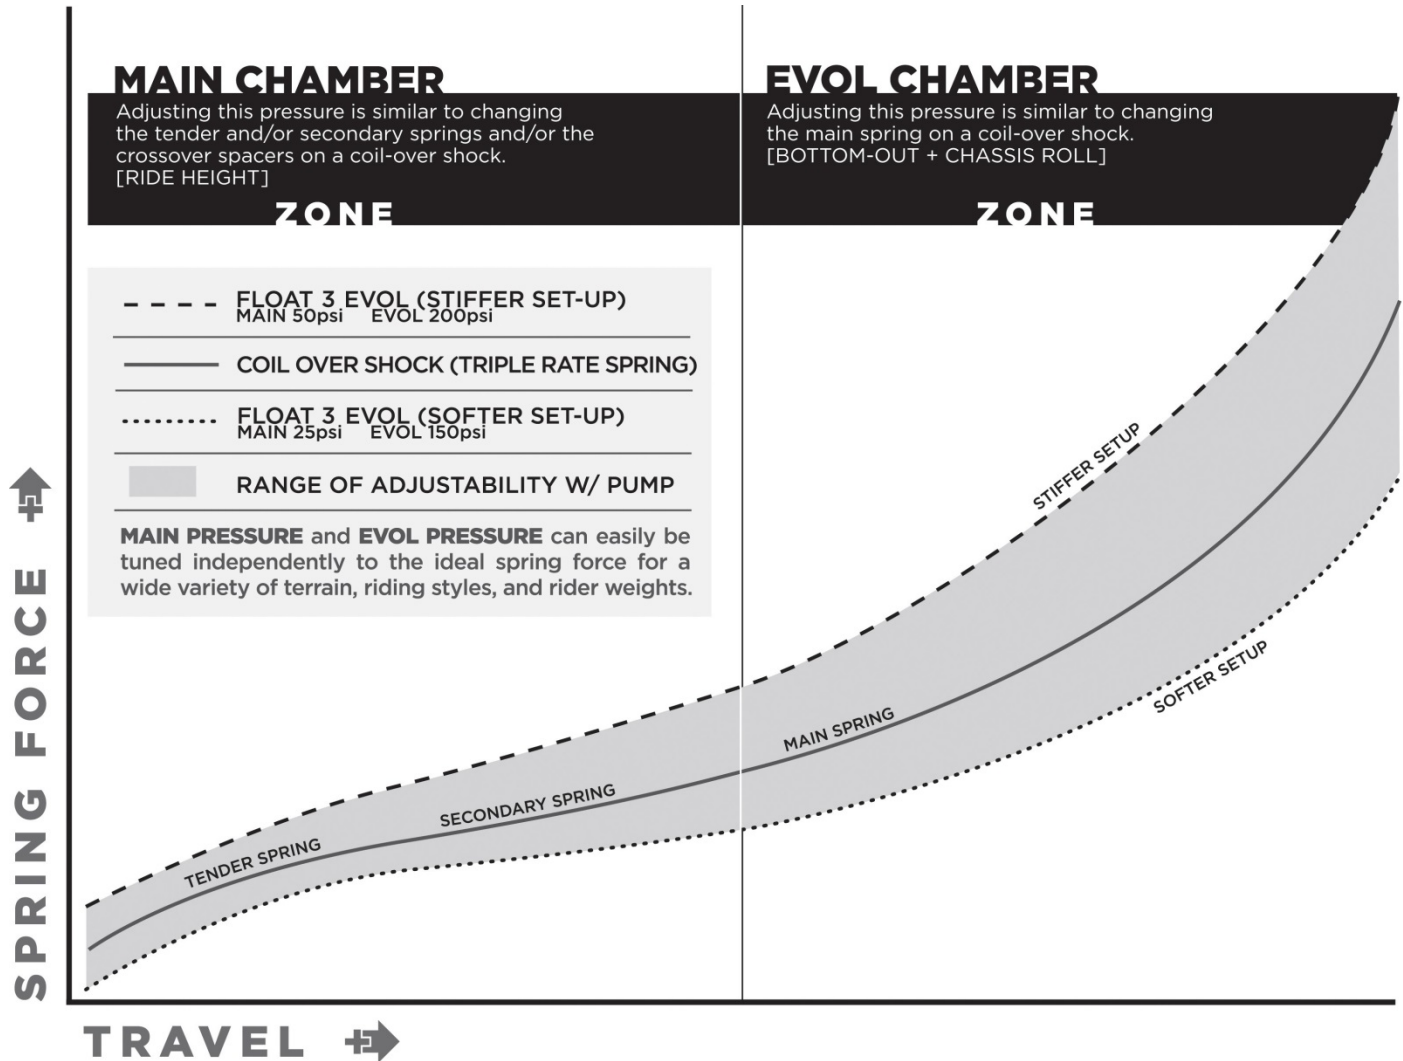 MAIN CHAMBER
Adjusting this pressure is similar to changing
the tender and/or secondary springs and/or the
crossover spacers on a coil-over shock.
[RIDE HEIGHT]
ZONE
EVOL CHAMBER
Adjusting this pressure is similar to changing
the main spring on a coil-over shock.
[BOTTOM-OUT + CHASSIS ROLL]
ZONE
FLOAT 3 EVOL (STIFFER SET-UP)
MAIN 50psi EVOL 200psi
COIL OVER SHOCK (TRIPLE RATE SPRING)
FLOAT 3 EVOL (SOFTER SET-UP)
MAIN 25psi EVOL 150psi
RANGE OF ADJUSTABILITY W/ PUMP
MAIN PRESSURE and EVOL PRESSURE can easily be
tuned independently to the ideal spring force for a
wide variety of terrain, riding styles, and rider weights.
STIFFER SETUP
SOFTER SETUP
MAIN SPRING
SECONDARY SPRING
TENDER SPRING
SPRING FORCE +
TRAVEL +